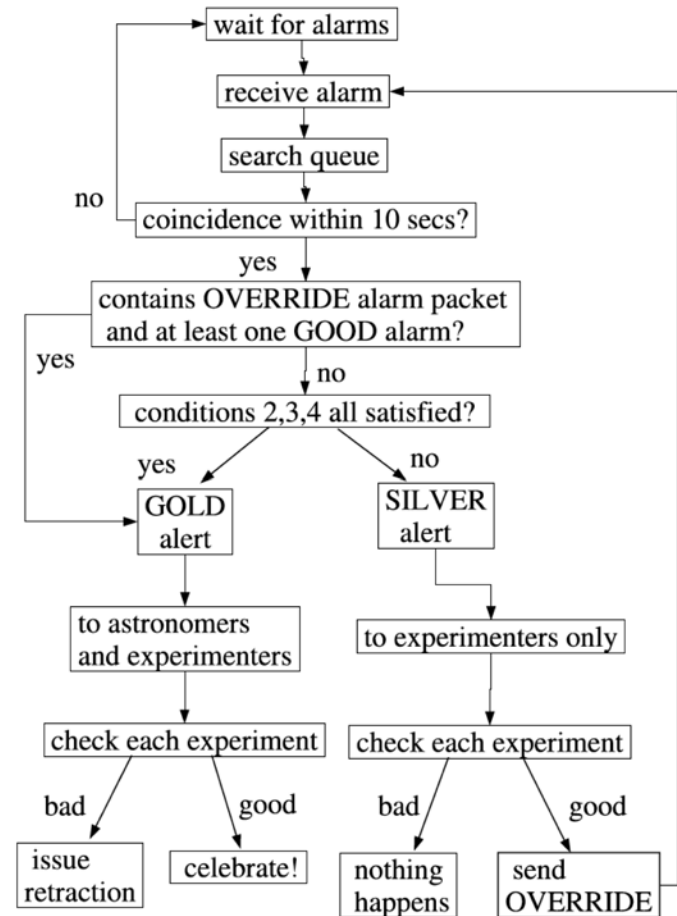 wait for alarms
receive alarm
search queue
no
coincidence within 10 secs?
yes
contains OVERRIDE alarm packet
and at least one GOOD alarm?
yes
no
conditions 2,3,4 all satisfied?
yes
no
GOLD
alert
SILVER
alert
to astronomers
and experimenters
to experimenters only
check each experiment
check each experiment
bad
good
bad
good
issue
retraction
celebrate!
nothing
happens
send
OVERRIDE